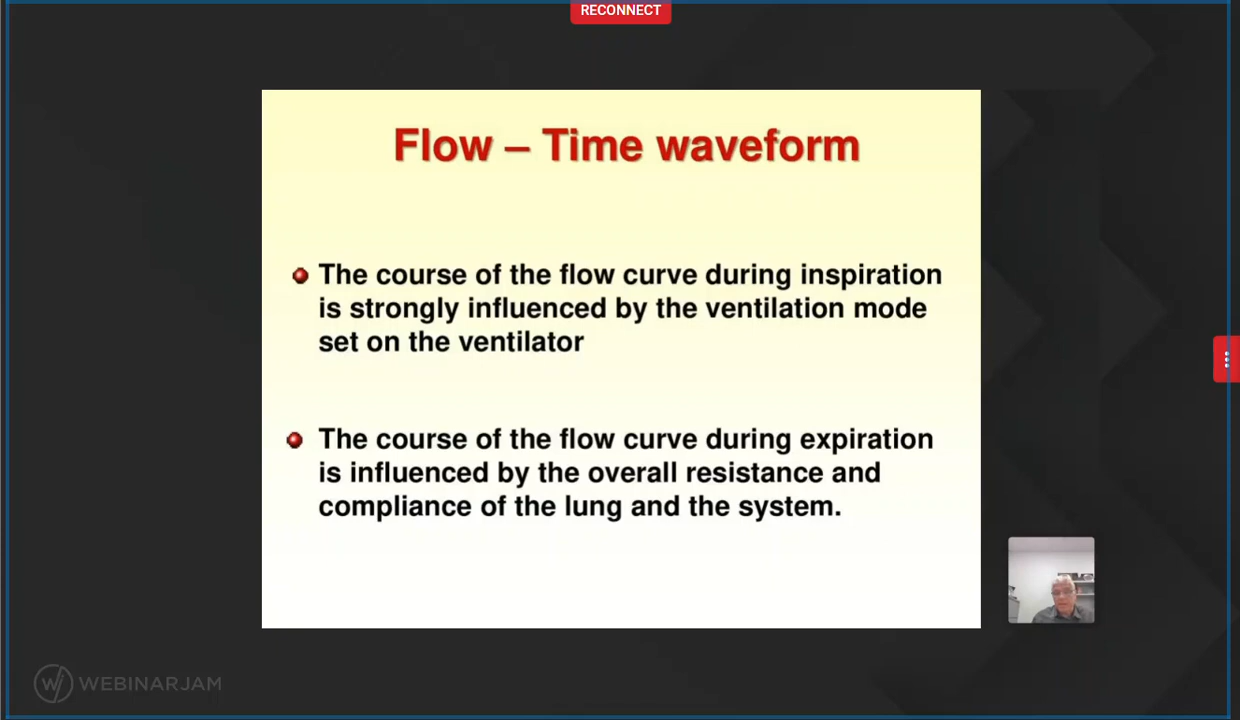 RECONNECT
Flow – Time waveform
The course of the flow curve during inspiration
is strongly influenced by the ventilation mode
set on the ventilator
The course of the flow curve during expiration
is influenced by the overall resistance and
compliance of the lung and the system.
WEBINARJAM